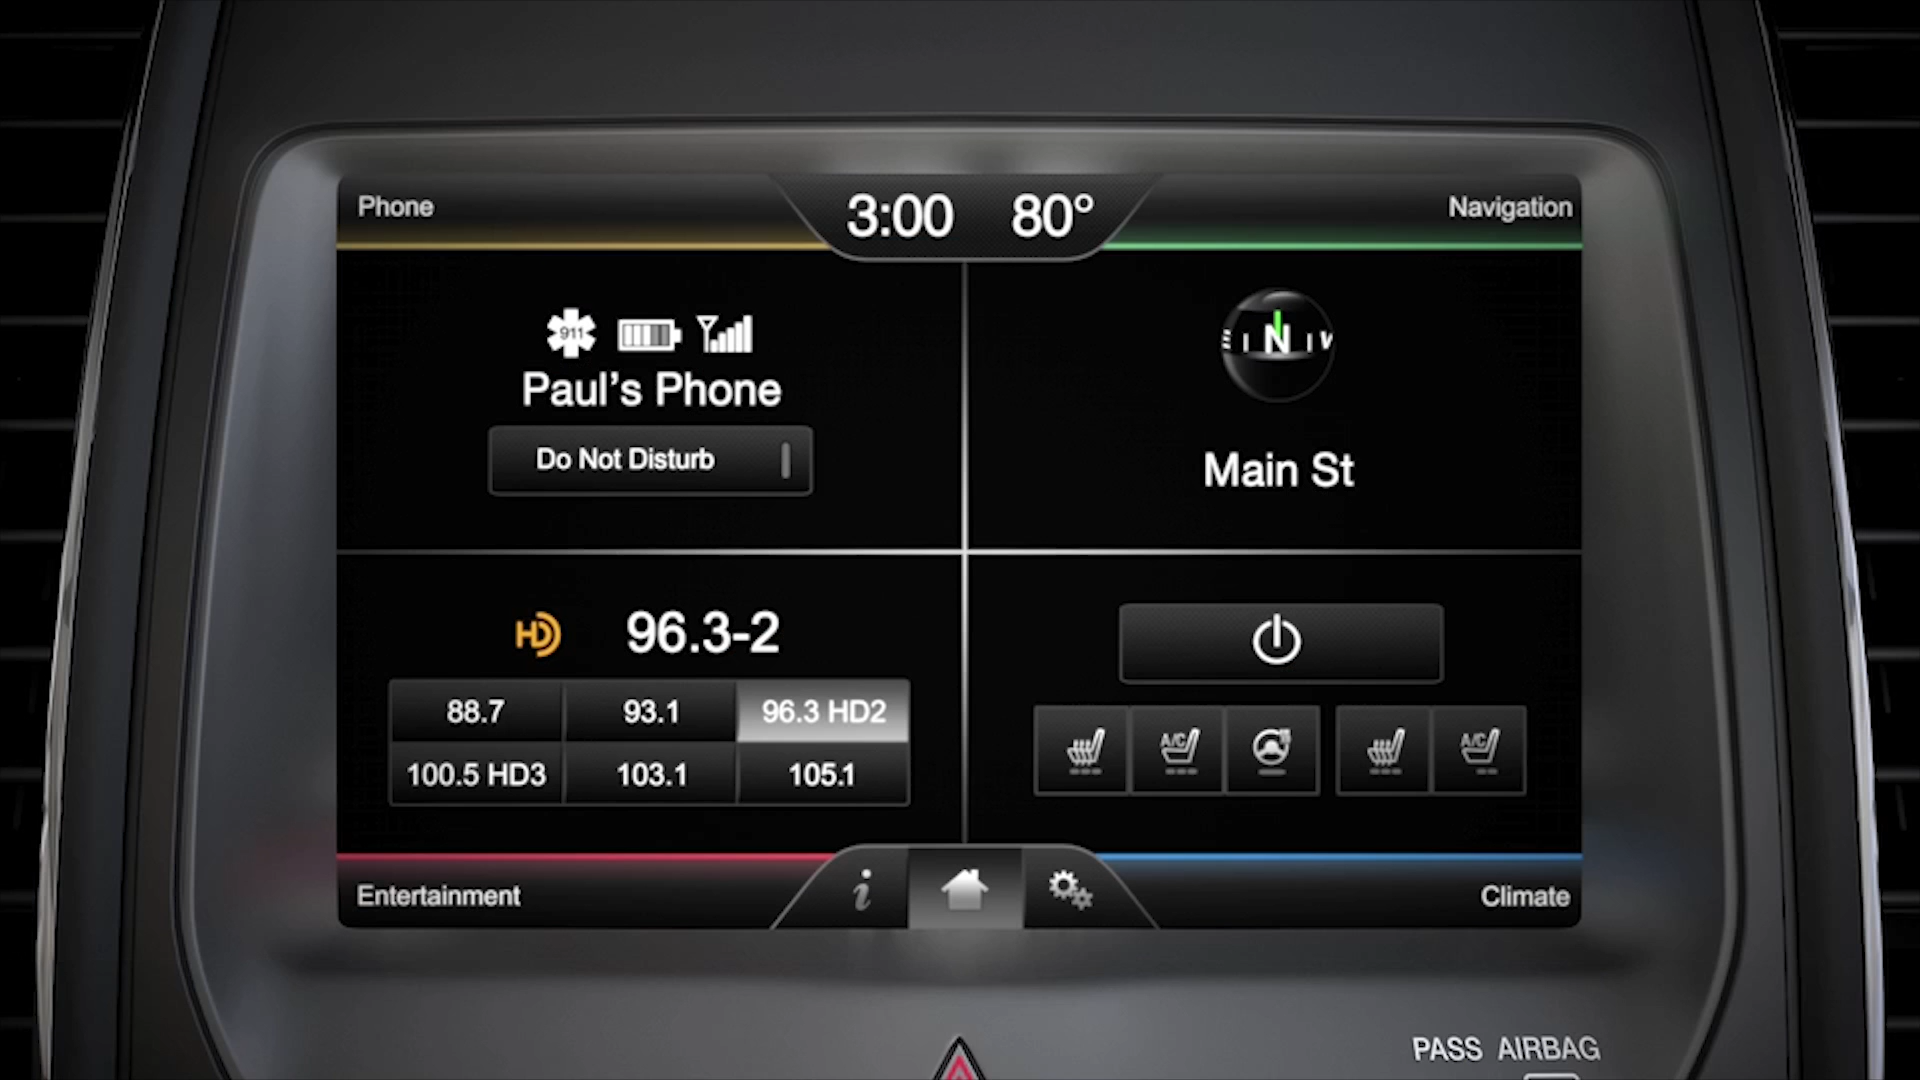 Phone
3:00 80°
Navigation
911
Paul's Phone
Do Not Disturb
E N W
Main St
HD 96.3-2
88.7 93.1 96.3 HD2
100.5 HD3 103.1 105.1
A/C A/C
Entertainment
i
Climate
PASS AIRBAG